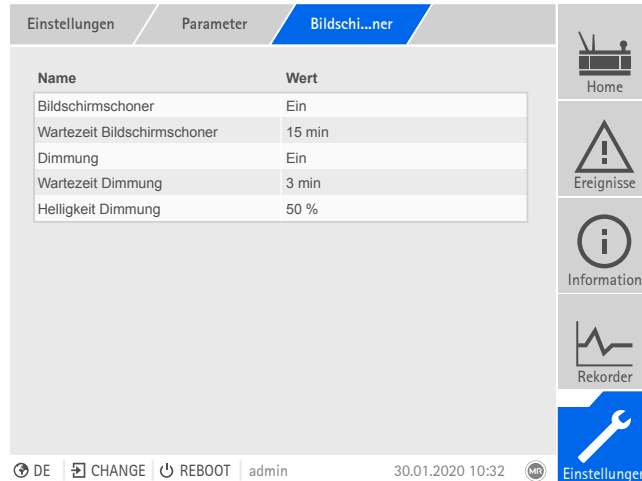 Einstellungen Parameter Bildschi...ner
Name Wert
Bildschirmschoner Ein
Wartezeit Bildschirmschoner 15 min
Dimmung Ein
Wartezeit Dimmung 3 min
Helligkeit Dimmung 50 %
Home
Ereignisse
Information
Rekorder
Einstellungen
DE CHANGE REBOOT admin 30.01.2020 10:32 MR